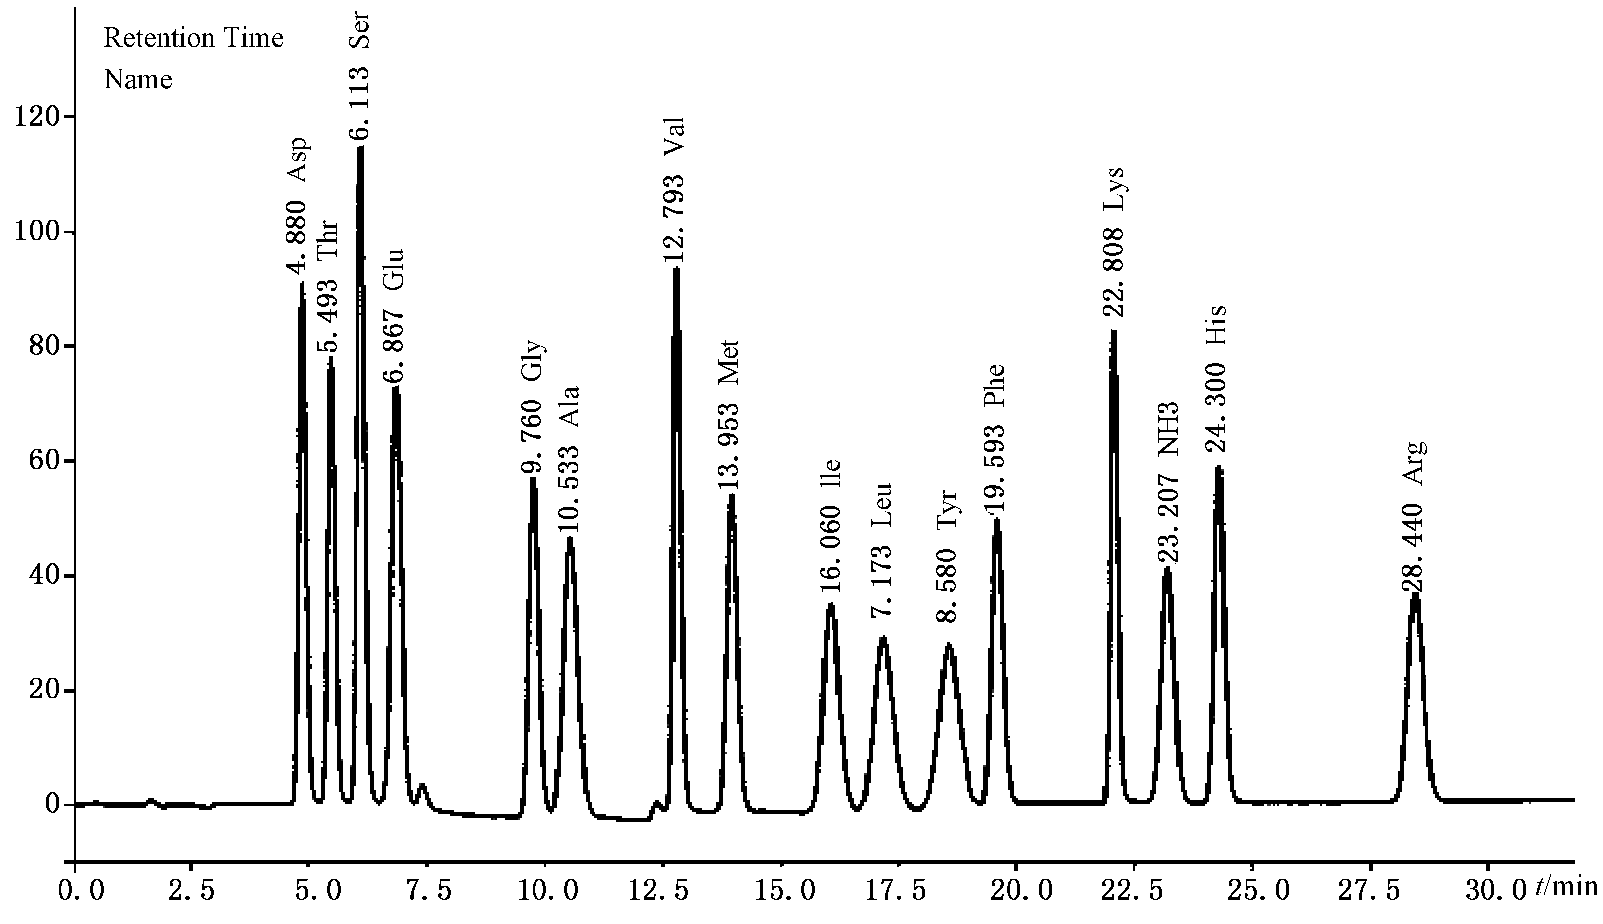 Retention Time
Name
120
100
80
60
40
20
0
4.880 Asp
5.493 Thr
6.113 Ser
6.867 Glu
9.760 Gly
10.533 Ala
12.793 Val
13.953 Met
16.060 Ile
7.173 Leu
8.580 Tyr
19.593 Phe
22.808 Lys
23.207 NH3
24.300 His
28.440 Arg
0.0 2.5 5.0 7.5 10.0 12.5 15.0 17.5 20.0 22.5 25.0 27.5 30.0 t/min